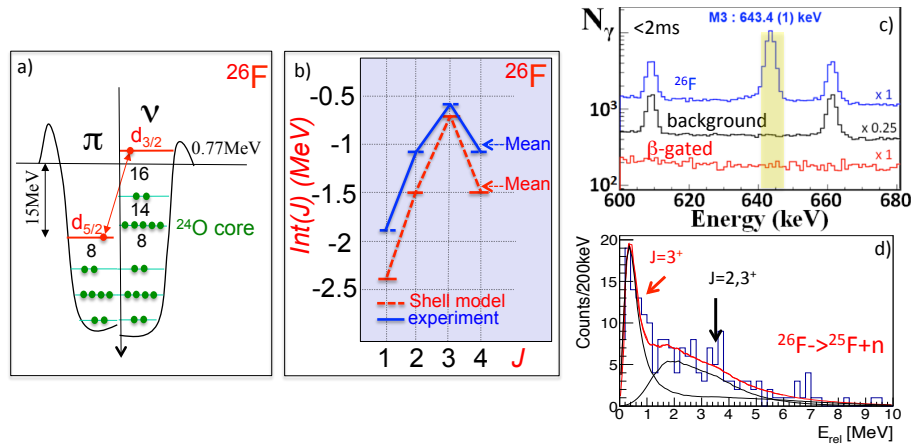 a)
²⁶F
π
ν
d₃/₂
0.77MeV
16
15MeV
14
d₅/₂
8
8
²⁴O core
b)
²⁶F
Int(J) (MeV)
-0.5
-1
-1.5
-2
-2.5
Mean
Mean
Shell model
experiment
1 2 3 4 J
c)
Nγ
<2ms
M3 : 643.4 (1) keV
²⁶F
x 1
10³
background
x 0.25
β-gated
x 1
10²
600 620 640 660 680
Energy (keV)
d)
Counts/200keV
20
15
10
5
0
J=3⁺
J=2,3⁺
²⁶F->²⁵F+n
0 1 2 3 4 5 6 7 8 9 10
E_rel [MeV]